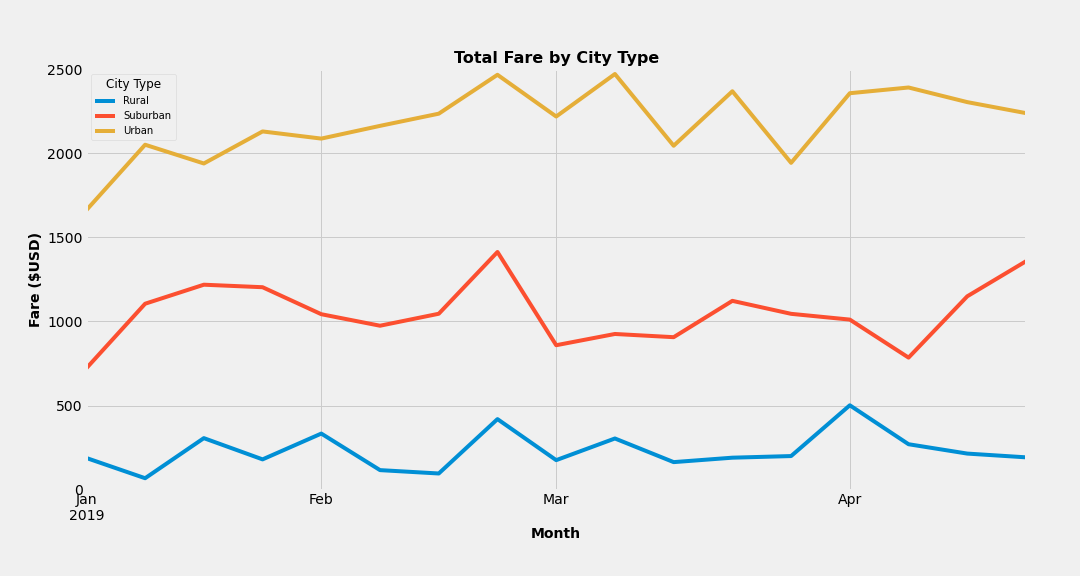 Total Fare by City Type
City Type
Rural
Suburban
Urban
Fare ($USD)
2500
2000
1500
1000
500
0
Jan
2019
Feb
Mar
Apr
Month